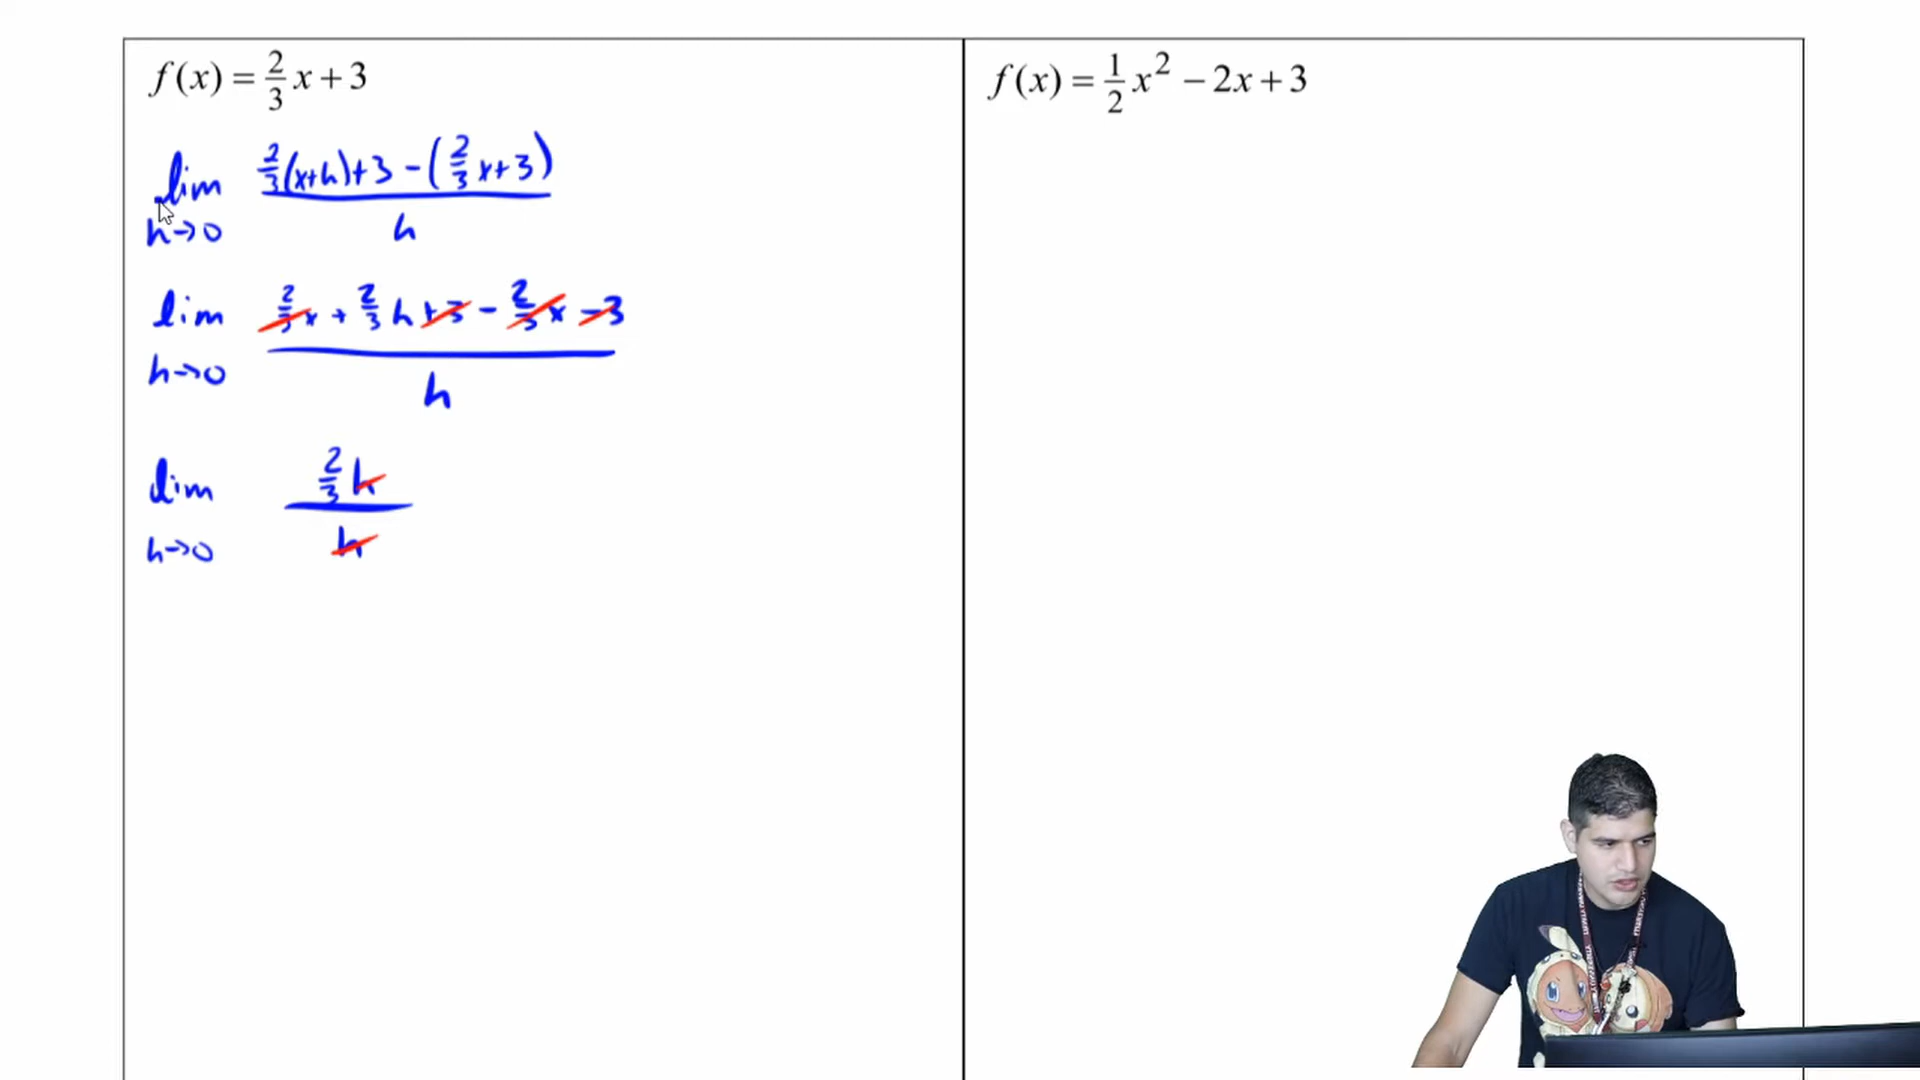 f(x) = 2/3 x + 3
lim h→0 (2/3(x+h)+3 - (2/3 x+3)) / h
lim h→0 (2/3 x + 2/3 h + 3 - 2/3 x - 3) / h
lim h→0 (2/3 h) / h
f(x) = 1/2 x² - 2x + 3